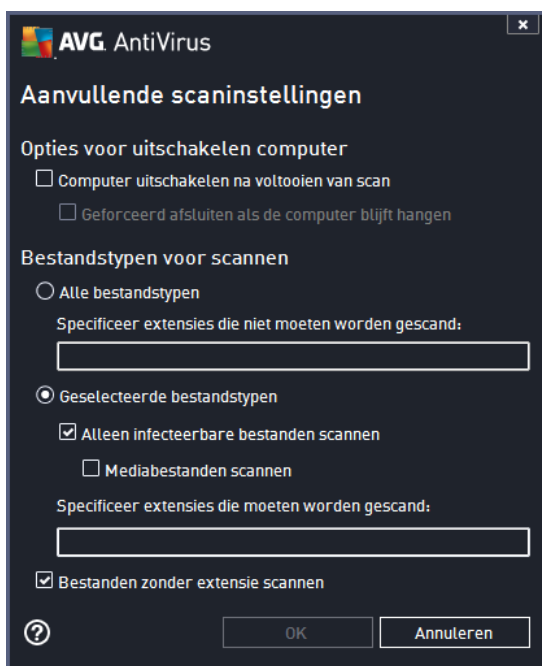 AVG. AntiVirus
Aanvullende scaninstellingen
Opties voor uitschakelen computer
Computer uitschakelen na voltooien van scan
Geforceerd afsluiten als de computer blijft hangen
Bestandstypen voor scannen
Alle bestandstypen
Specificeer extensies die niet moeten worden gescand:
Geselecteerde bestandstypen
Alleen infecteerbare bestanden scannen
Mediabestanden scannen
Specificeer extensies die moeten worden gescand:
Bestanden zonder extensie scannen
OK Annuleren